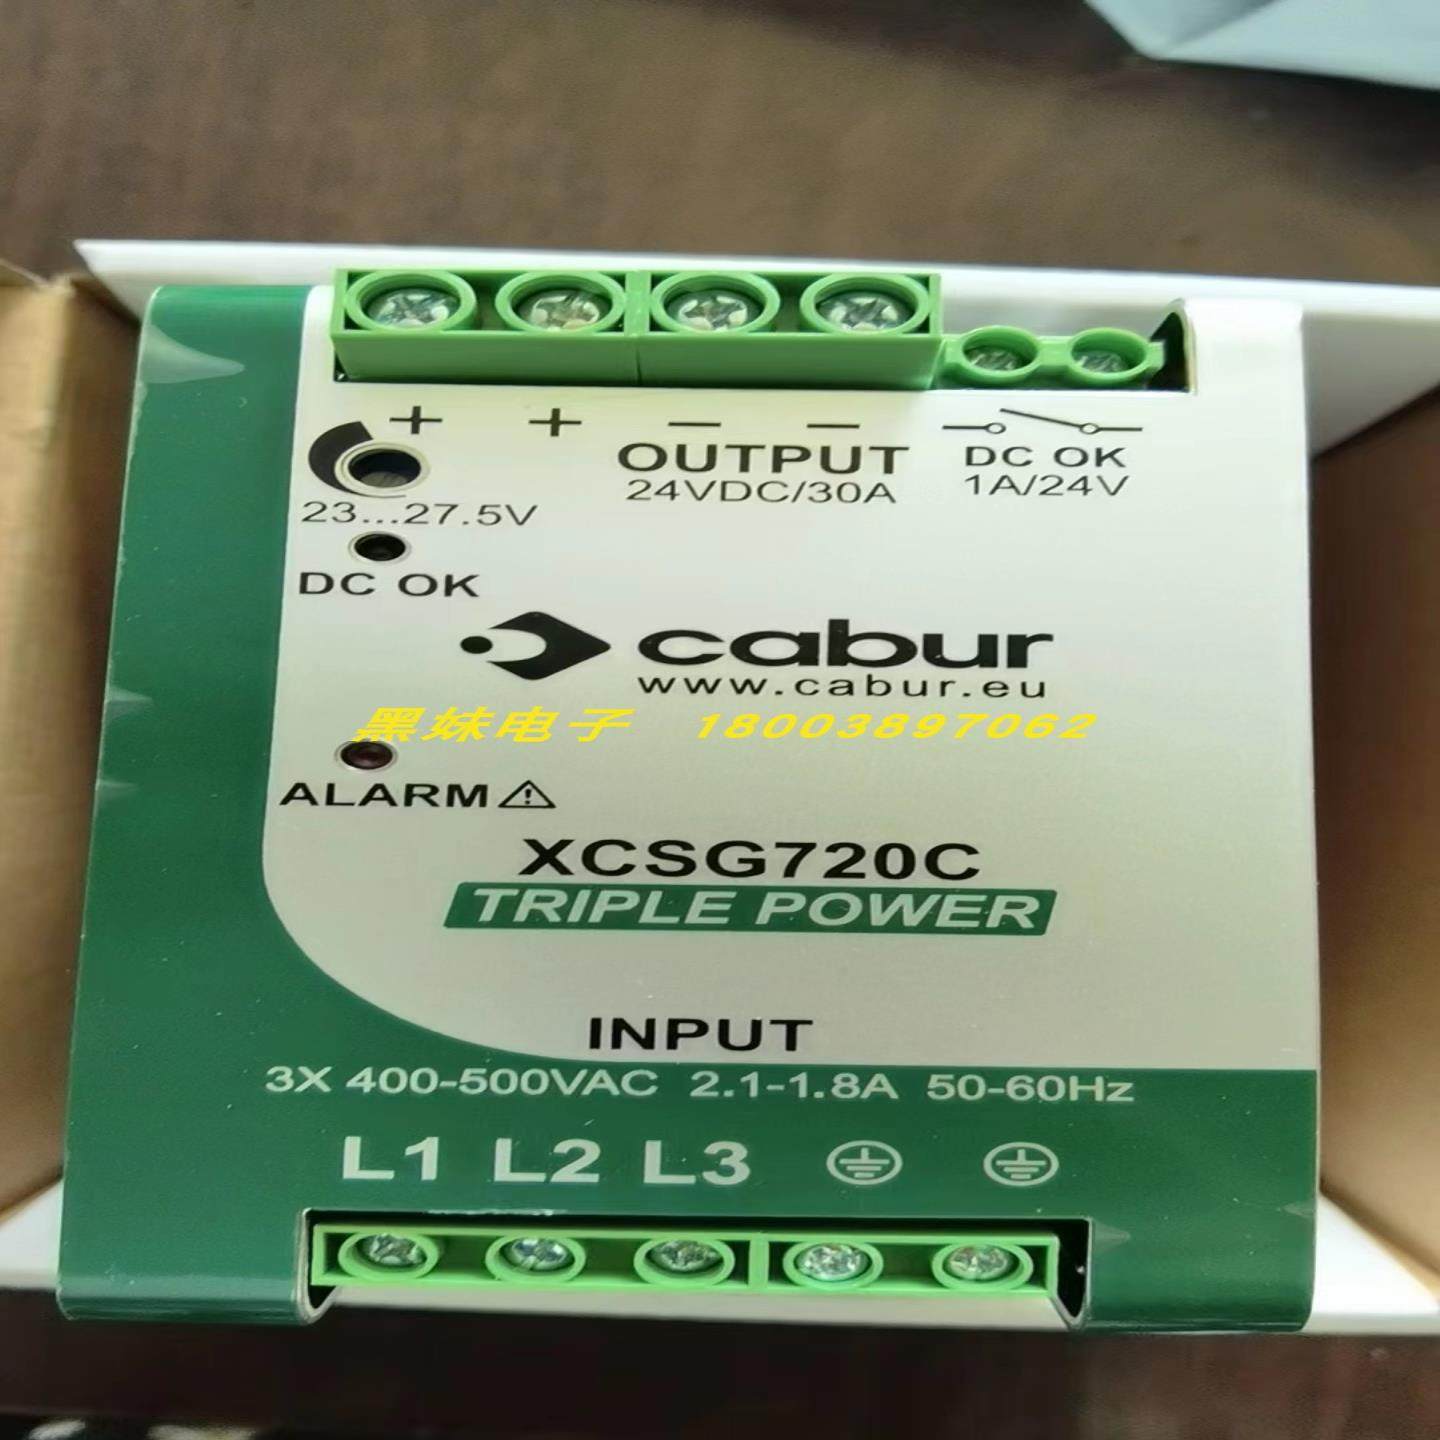 + + − −
OUTPUT
24VDC/30A
DC OK
1A/24V
23...27.5V
DC OK
cabur
www.cabur.eu
黑妹电子 18003897062
ALARM
XCSG720C
TRIPLE POWER
INPUT
3X 400-500VAC 2.1-1.8A 50-60Hz
L1 L2 L3